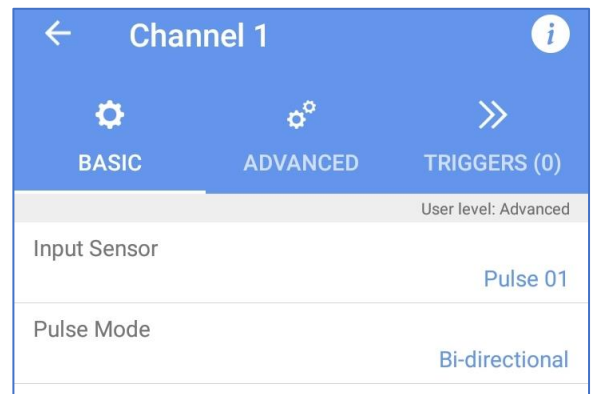 Channel 1
BASIC ADVANCED TRIGGERS (0)
User level: Advanced
Input Sensor
Pulse 01
Pulse Mode
Bi-directional